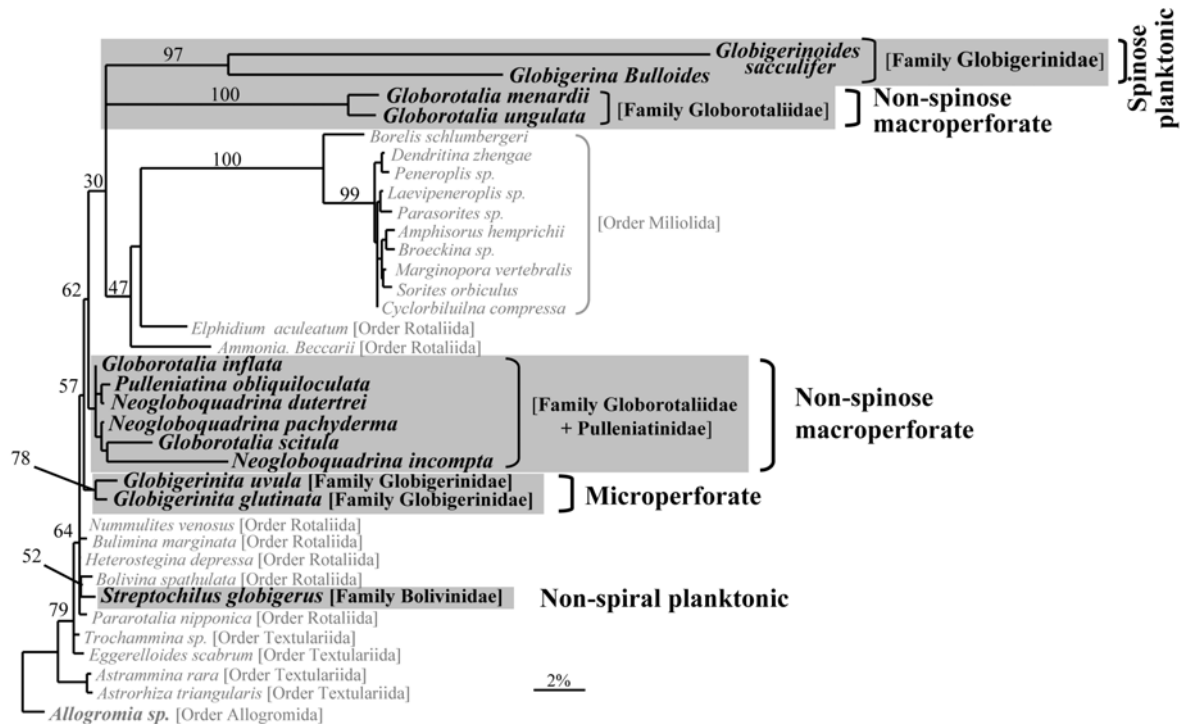 97
Globigerinoides
sacculifer
[Family Globigerinidae]
Spinose
planktonic
Globigerina Bulloides
100
Globorotalia menardii
Globorotalia ungulata
[Family Globorotaliidae]
Non-spinose
macroperforate
Borelis schlumbergeri
100
Dendritina zhengae
Peneroplis sp.
30
99
Laevipeneroplis sp.
Parasorites sp.
[Order Miliolida]
Amphisorus hemprichii
Broeckina sp.
Marginopora vertebralis
62
47
Sorites orbiculus
Cyclorbiluilna compessa
Elphidium aculeatum [Order Rotaliida]
Ammonia. Beccarii [Order Rotaliida]
Globorotalia inflata
57
Pulleniatina obliquiloculata
Neogloboquadrina dutertrei
Neogloboquadrina pachyderma
Globorotalia scitula
Neogloboquadrina incompta
[Family Globorotaliidae
+ Pulleniatinidae]
Non-spinose
macroperforate
78
Globigerinita uvula [Family Globigerinidae]
Globigerinita glutinata [Family Globigerinidae]
Microperforate
Nummulites venosus [Order Rotaliida]
64
Bulimina marginata [Order Rotaliida]
52
Heterostegina depressa [Order Rotaliida]
Bolivina spathulata [Order Rotaliida]
Streptochilus globigerus [Family Bolivinidae]
Non-spiral planktonic
79
Pararotalia nipponica [Order Rotaliida]
Trochammina sp. [Order Textulariida]
Eggerelloides scabrum [Order Textulariida]
Astrammina rara [Order Textulariida]
Astrorhiza triangularis [Order Textulariida]
2%
Allogromia sp. [Order Allogromida]